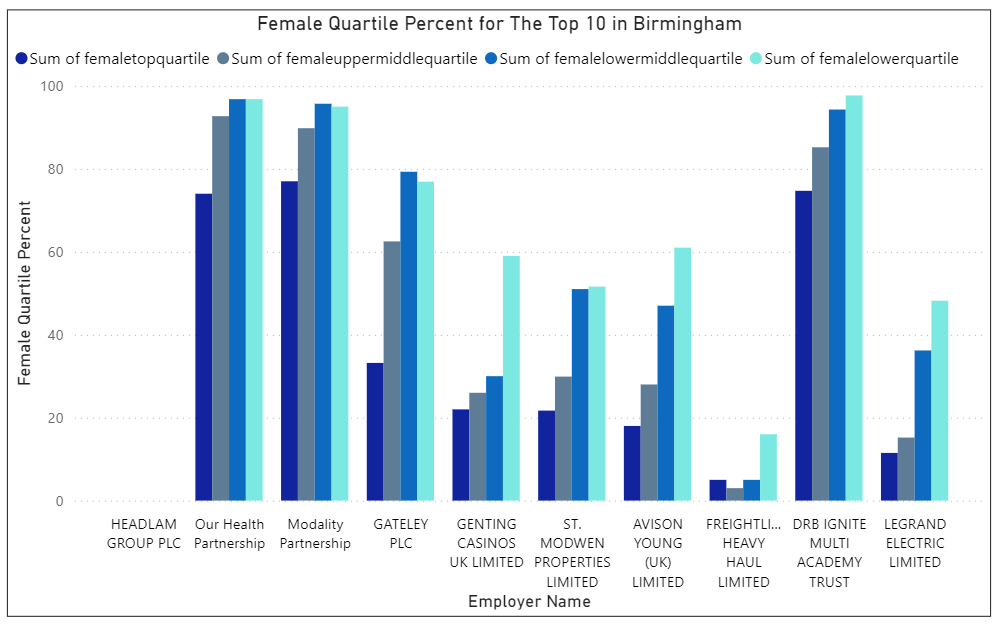 Female Quartile Percent for The Top 10 in Birmingham
Sum of femaletopquartile Sum of femaleuppermiddlequartile Sum of femalelowermiddlequartile Sum of femalelowerquartile
Female Quartile Percent
100
80
60
40
20
0
HEADLAM
GROUP PLC
Our Health
Partnership
Modality
Partnership
GATELEY
PLC
GENTING
CASINOS
UK LIMITED
ST.
MODWEN
PROPERTIES
LIMITED
AVISON
YOUNG
(UK)
LIMITED
FREIGHTLI...
HEAVY
HAUL
LIMITED
DRB IGNITE
MULTI
ACADEMY
TRUST
LEGRAND
ELECTRIC
LIMITED
Employer Name